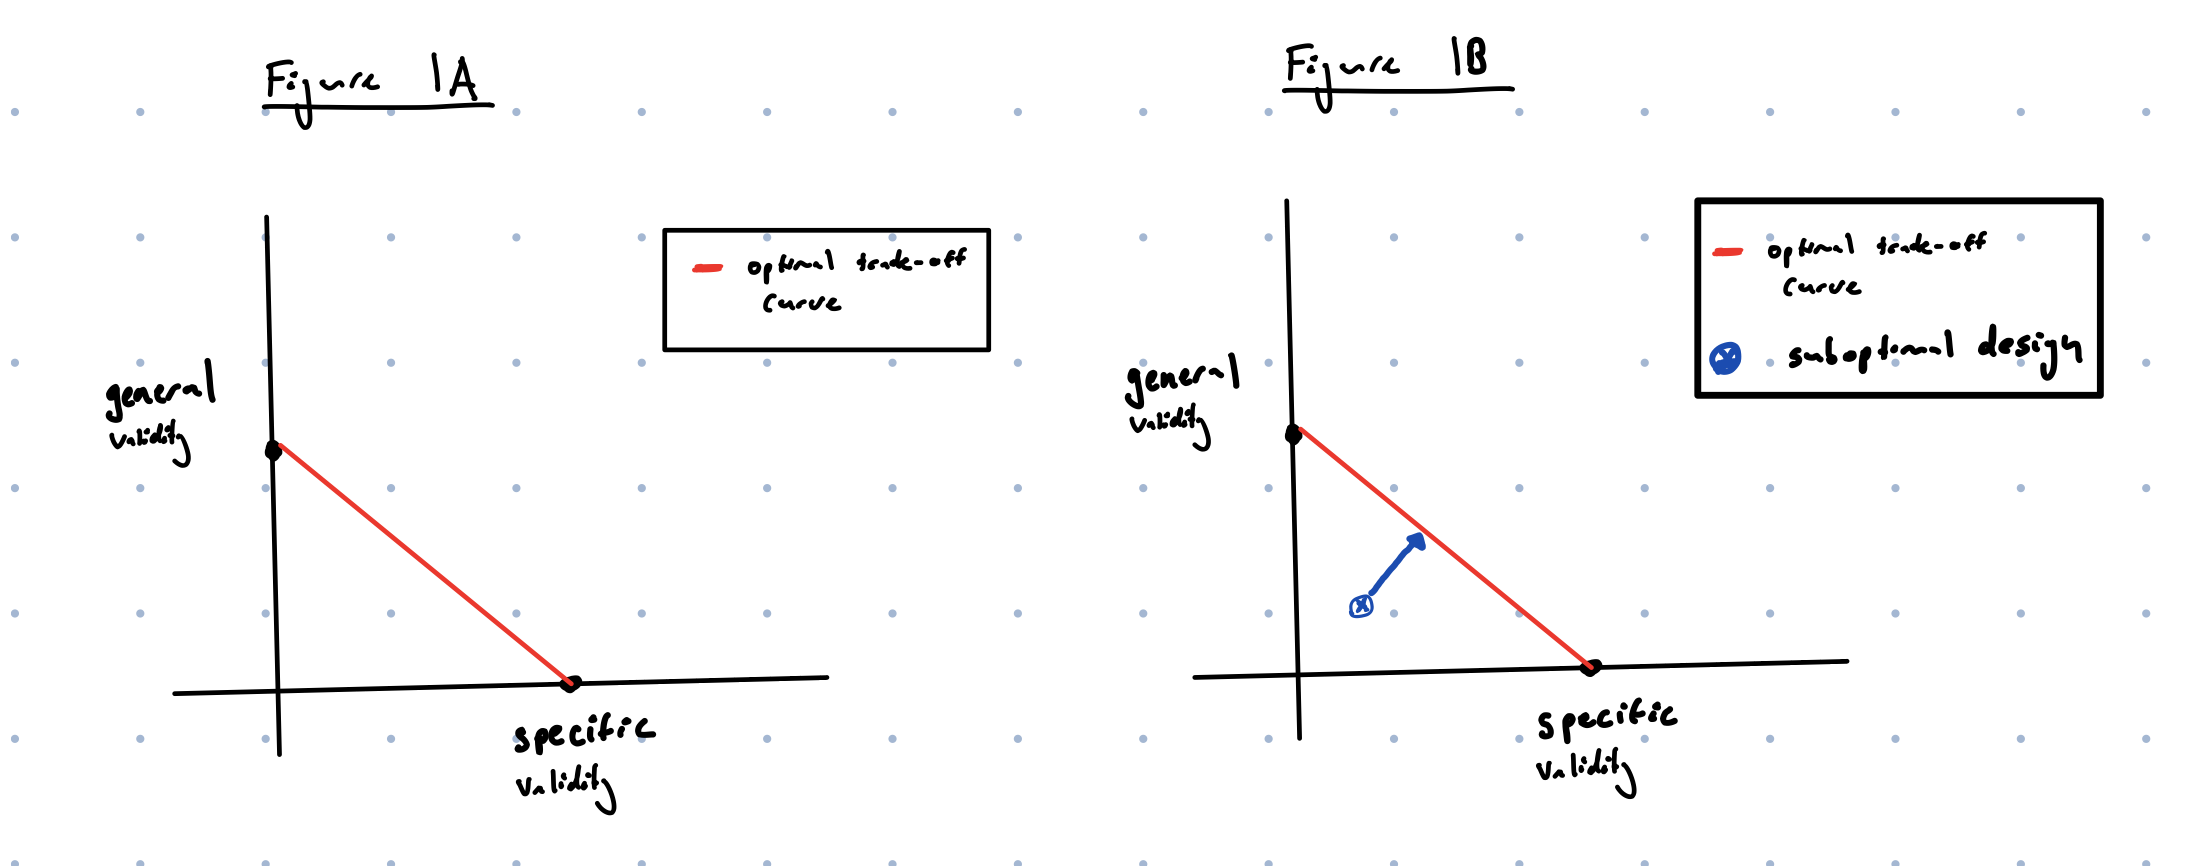 Figure 1A
optimal trade-off
curve
general
validity
specific
validity
Figure 1B
optimal trade-off
curve
suboptimal design
general
validity
specific
validity